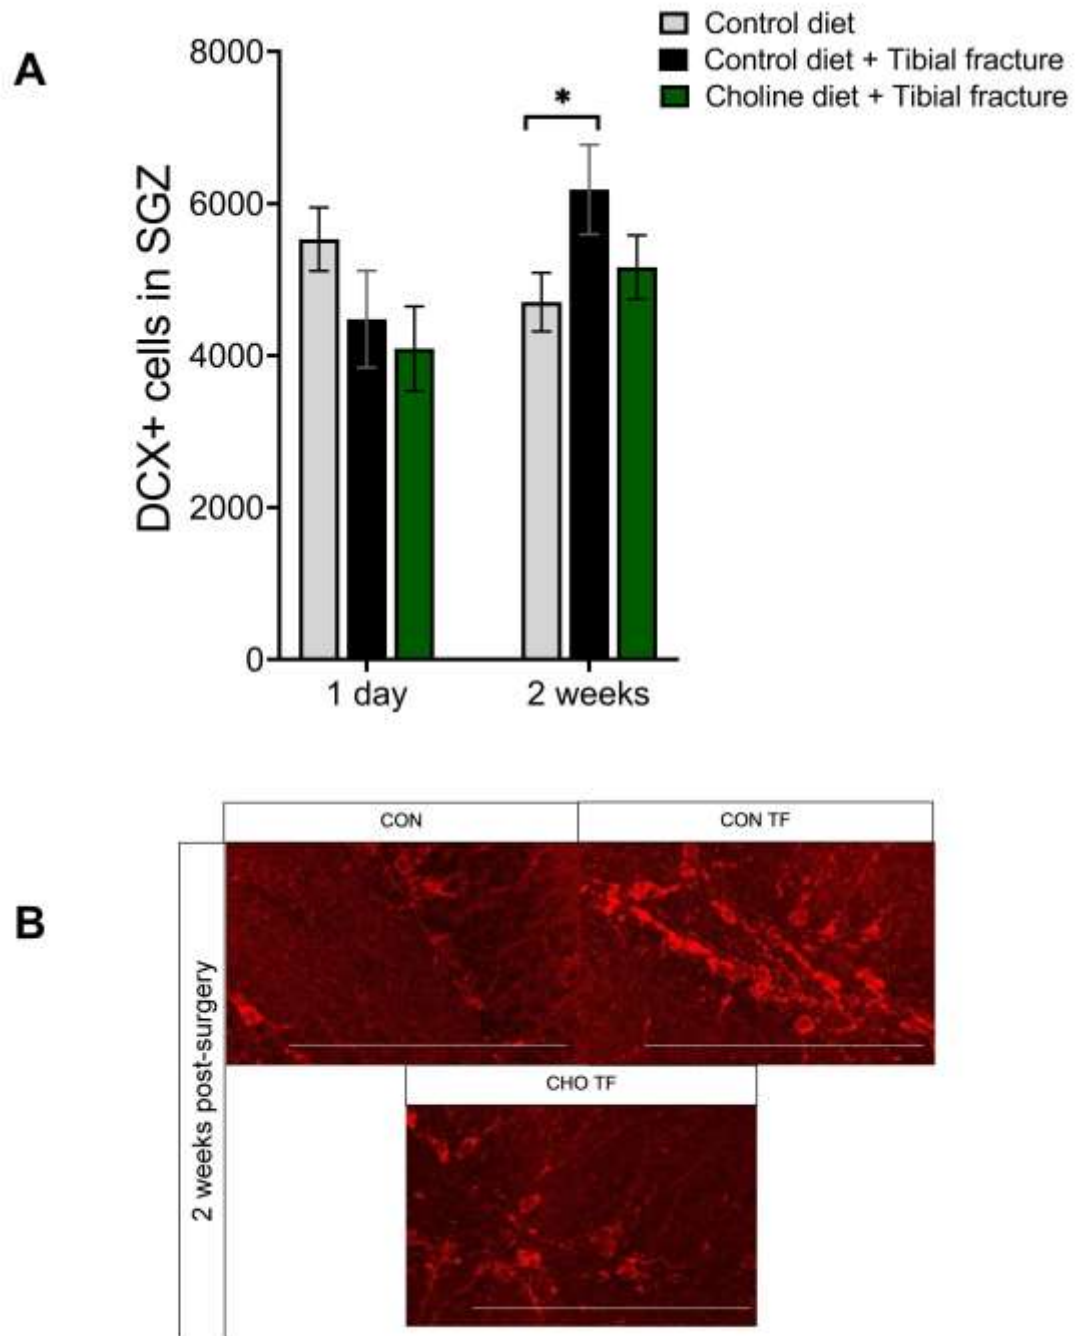 A
Control diet
Control diet + Tibial fracture
Choline diet + Tibial fracture
*
DCX+ cells in SGZ
8000
6000
4000
2000
0
1 day
2 weeks
B
CON
CON TF
2 weeks post-surgery
CHO TF